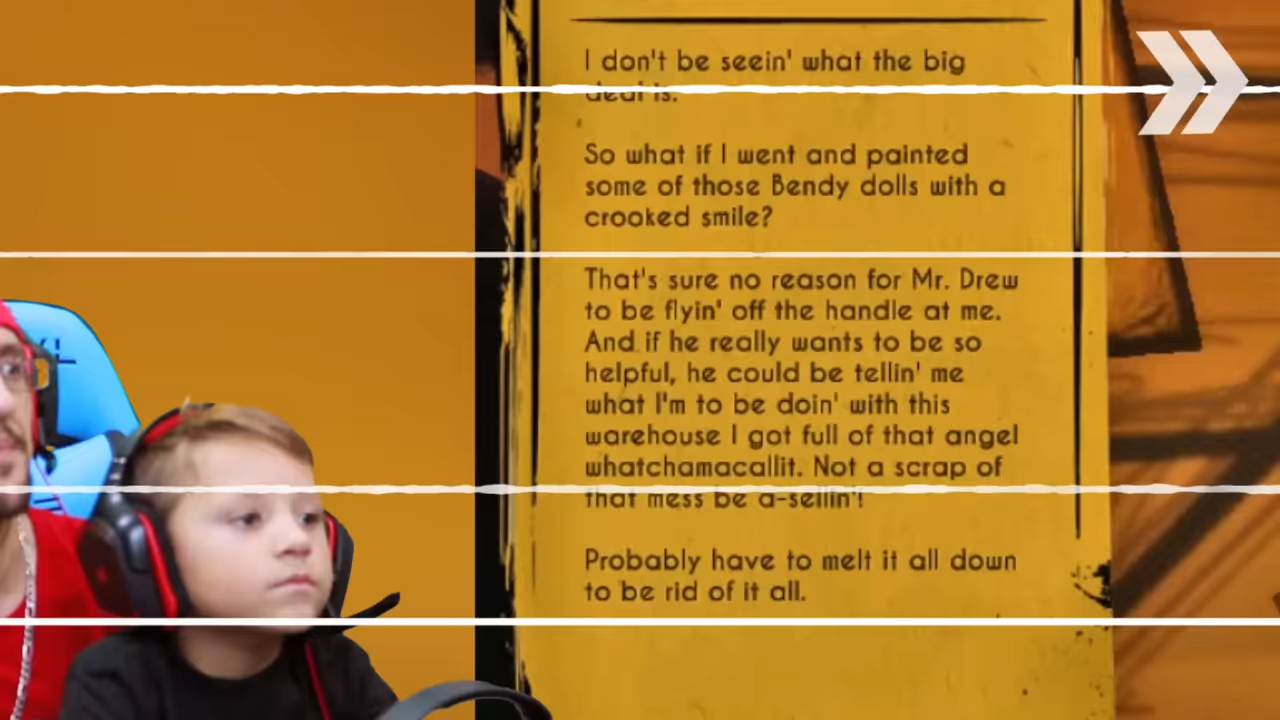 I don't be seein' what the big
deal is.
So what if I went and painted
some of those Bendy dolls with a
crooked smile?
That's sure no reason for Mr. Drew
to be flyin' off the handle at me.
And if he really wants to be so
helpful, he could be tellin' me
what I'm to be doin' with this
warehouse I got full of that angel
whatchamacallit. Not a scrap of
that mess be a-sellin'!
Probably have to melt it all down
to be rid of it all.